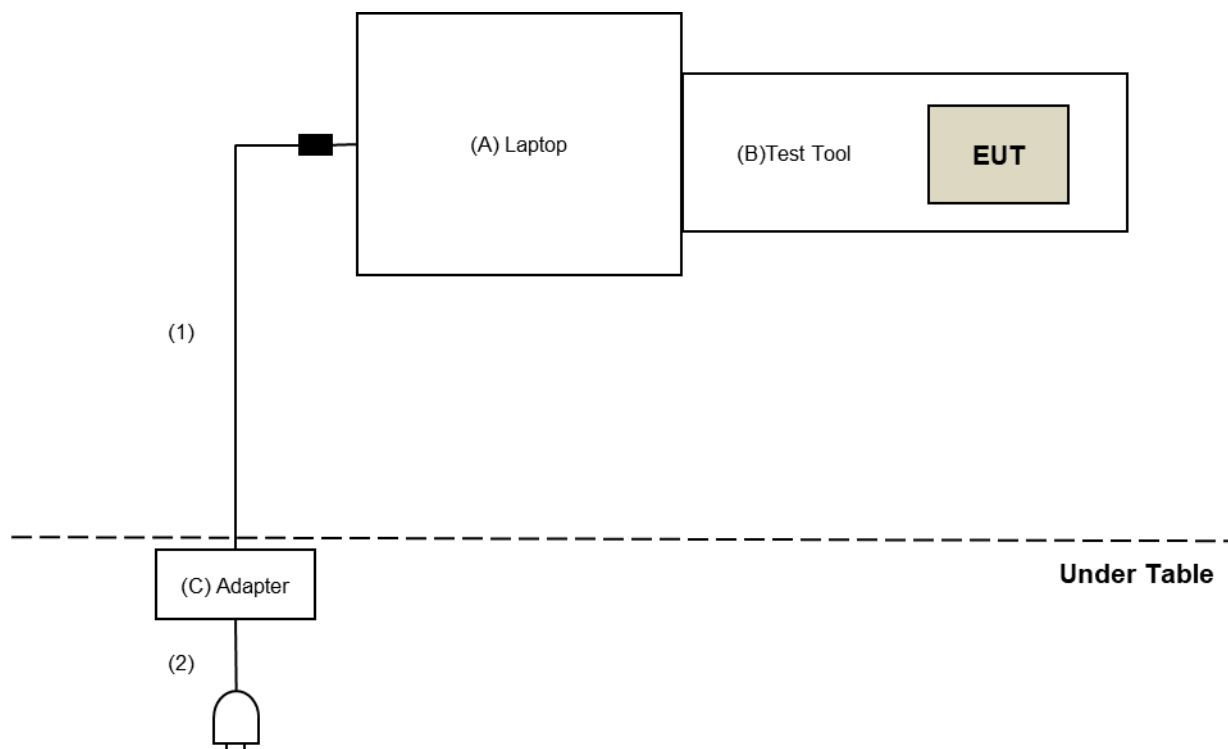 (A) Laptop
(B)Test Tool
EUT
(1)
Under Table
(C) Adapter
(2)